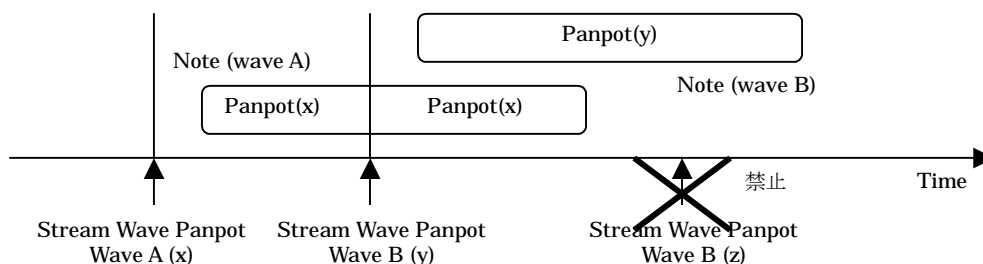 Panpot(y)
Note (wave A)
Note (wave B)
Panpot(x)
Panpot(x)
禁止
Time
Stream Wave Panpot
Wave A (x)
Stream Wave Panpot
Wave B (y)
Stream Wave Panpot
Wave B (z)